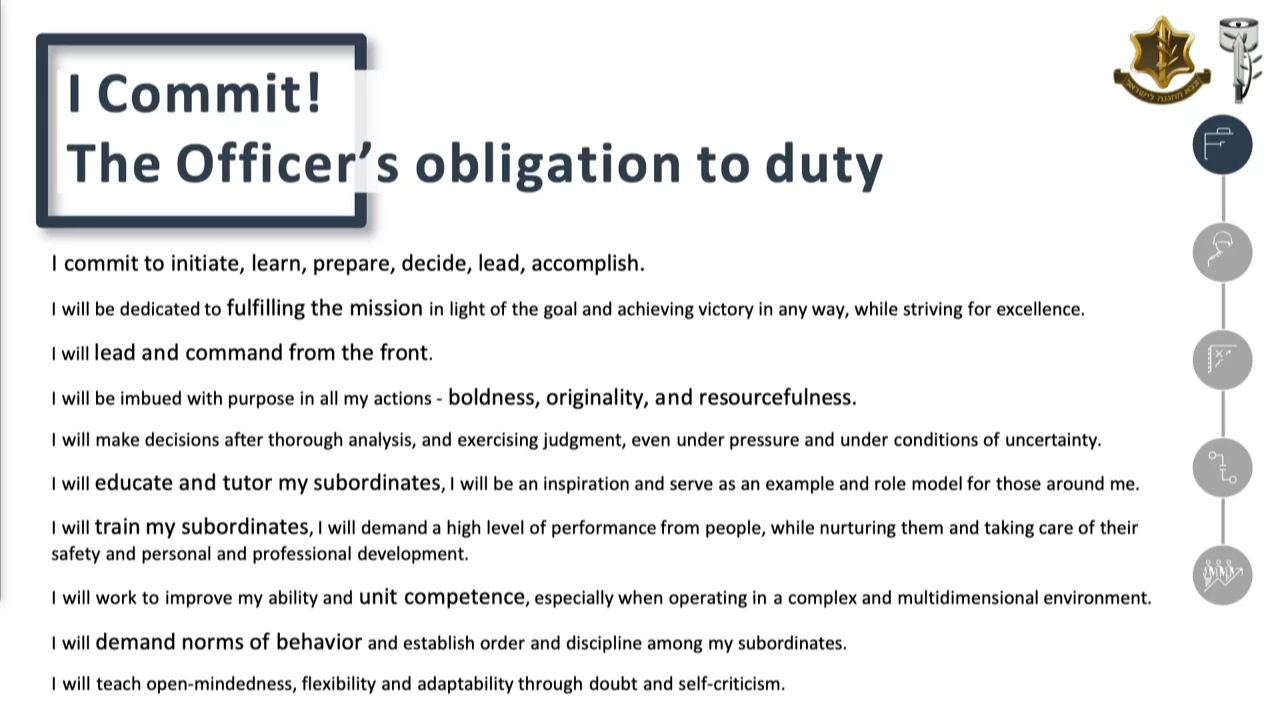 I Commit!
The Officer’s obligation to duty
I commit to initiate, learn, prepare, decide, lead, accomplish.
I will be dedicated to fulfilling the mission in light of the goal and achieving victory in any way, while striving for excellence.
I will lead and command from the front.
I will be imbued with purpose in all my actions - boldness, originality, and resourcefulness.
I will make decisions after thorough analysis, and exercising judgment, even under pressure and under conditions of uncertainty.
I will educate and tutor my subordinates, I will be an inspiration and serve as an example and role model for those around me.
I will train my subordinates, I will demand a high level of performance from people, while nurturing them and taking care of their
safety and personal and professional development.
I will work to improve my ability and unit competence, especially when operating in a complex and multidimensional environment.
I will demand norms of behavior and establish order and discipline among my subordinates.
I will teach open-mindedness, flexibility and adaptability through doubt and self-criticism.
צבא הגנה לישראל